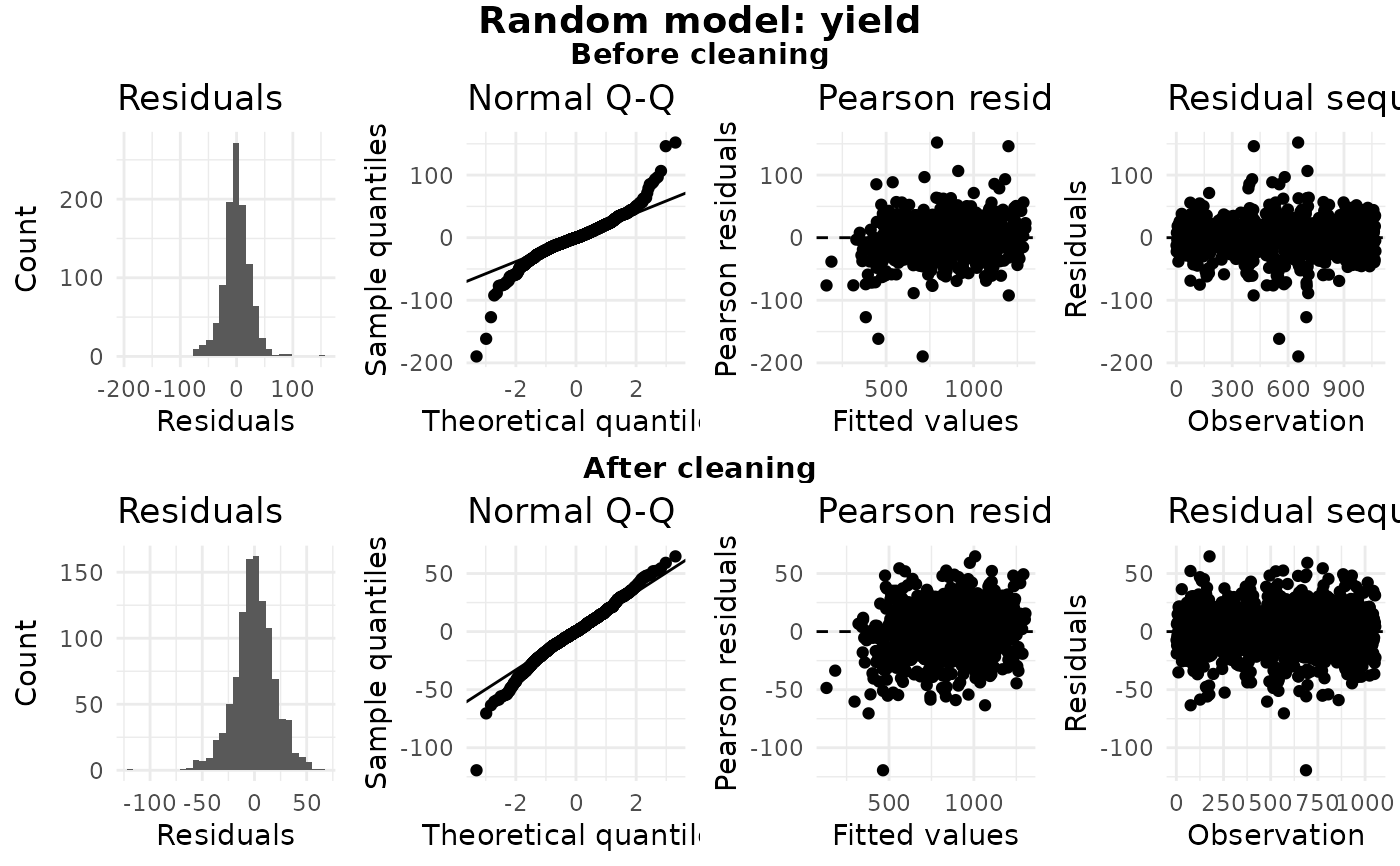 Random model: yield
Before cleaning
Residuals
Normal Q-Q
Pearson resid
Residual sequ
Count
200
100
0
-200
-100
0
100
Residuals
Sample quantiles
100
0
-100
-200
-2
0
2
Theoretical quantil
Pearson residuals
100
0
-100
-200
500
1000
Fitted values
Residuals
100
0
-100
-200
0
300
600
900
Observation
After cleaning
Residuals
Normal Q-Q
Pearson resid
Residual sequ
Count
150
100
50
0
-100
-50
0
50
Residuals
Sample quantiles
50
0
-50
-100
-2
0
2
Theoretical quantil
Pearson residuals
50
0
-50
-100
500
1000
Fitted values
Residuals
50
0
-50
-100
0
250
500
750
1000
Observation